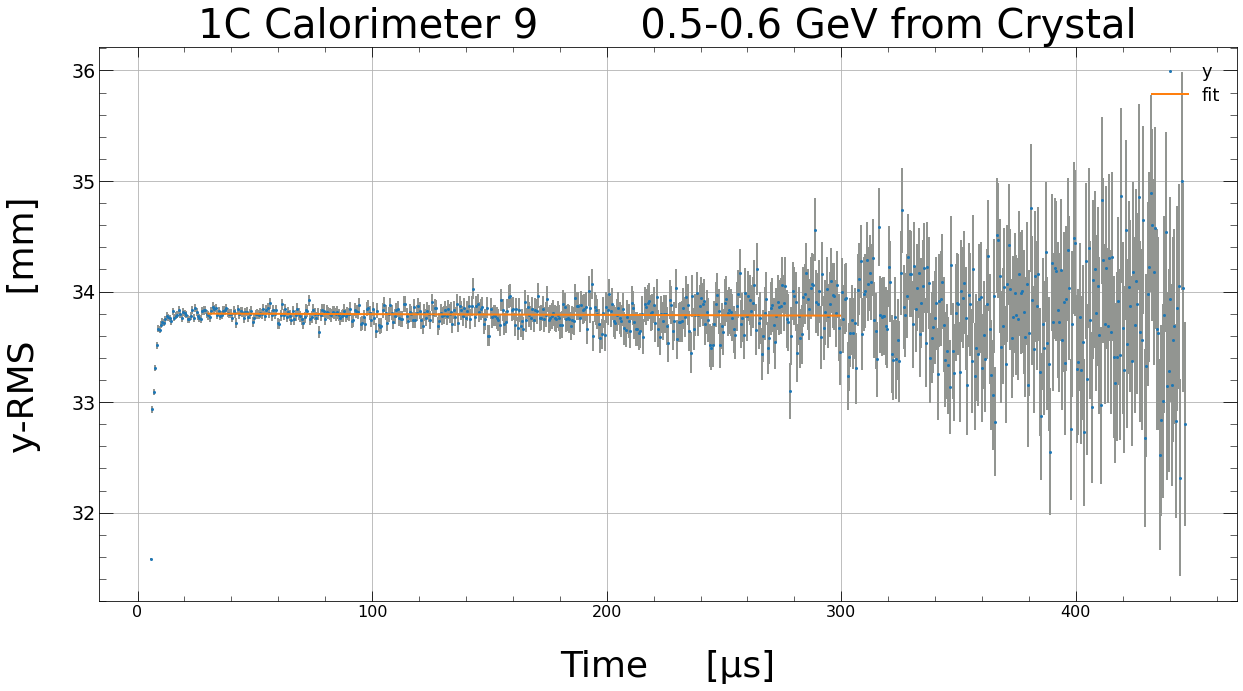 1C Calorimeter 9 0.5-0.6 GeV from Crystal
y
fit
36
35
34
33
32
y-RMS [mm]
0 100 200 300 400
Time [µs]